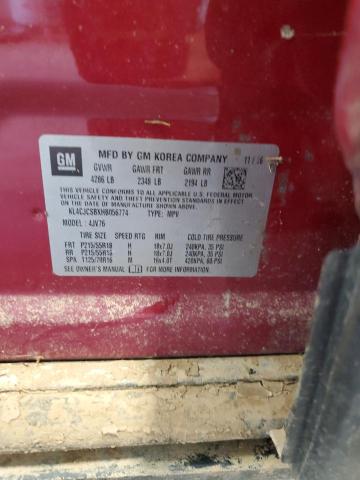 GM
MFD BY GM KOREA COMPANY 11/16
GVWR GAWR FRT GAWR RR
4286 LB 2349 LB 2194 LB
THIS VEHICLE CONFORMS TO ALL APPLICABLE U.S. FEDERAL MOTOR
VEHICLE SAFETY, BUMPER, AND THEFT PREVENTION STANDARDS IN
EFFECT ON THE DATE OF MANUFACTURE SHOWN ABOVE.
KL4CJCSBXHB056774 TYPE: MPV
MODEL: 4JV76
TIRE SIZE SPEED RTG RIM COLD TIRE PRESSURE
FRT P215/55R18 H 18x7.0J 240KPA, 35 PSI
RR P215/55R18 H 18x7.0J 240KPA, 35 PSI
SPA T125/70R16 M 16x4.0T 420KPA, 60 PSI
SEE OWNER'S MANUAL FOR MORE INFORMATION.